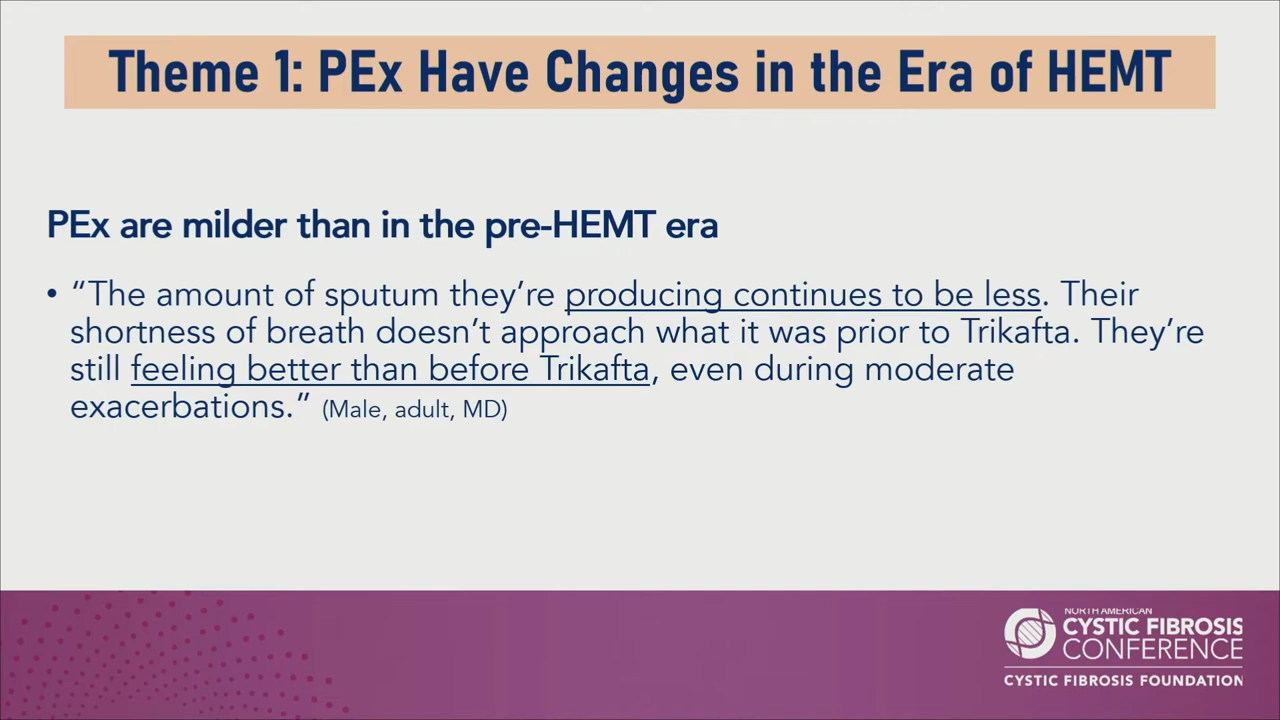 Theme 1: PEx Have Changes in the Era of HEMT
PEx are milder than in the pre-HEMT era
• “The amount of sputum they’re producing continues to be less. Their
shortness of breath doesn’t approach what it was prior to Trikafta. They’re
still feeling better than before Trikafta, even during moderate
exacerbations.” (Male, adult, MD)
NORTH AMERICAN
CYSTIC FIBROSIS
CONFERENCE
CYSTIC FIBROSIS FOUNDATION